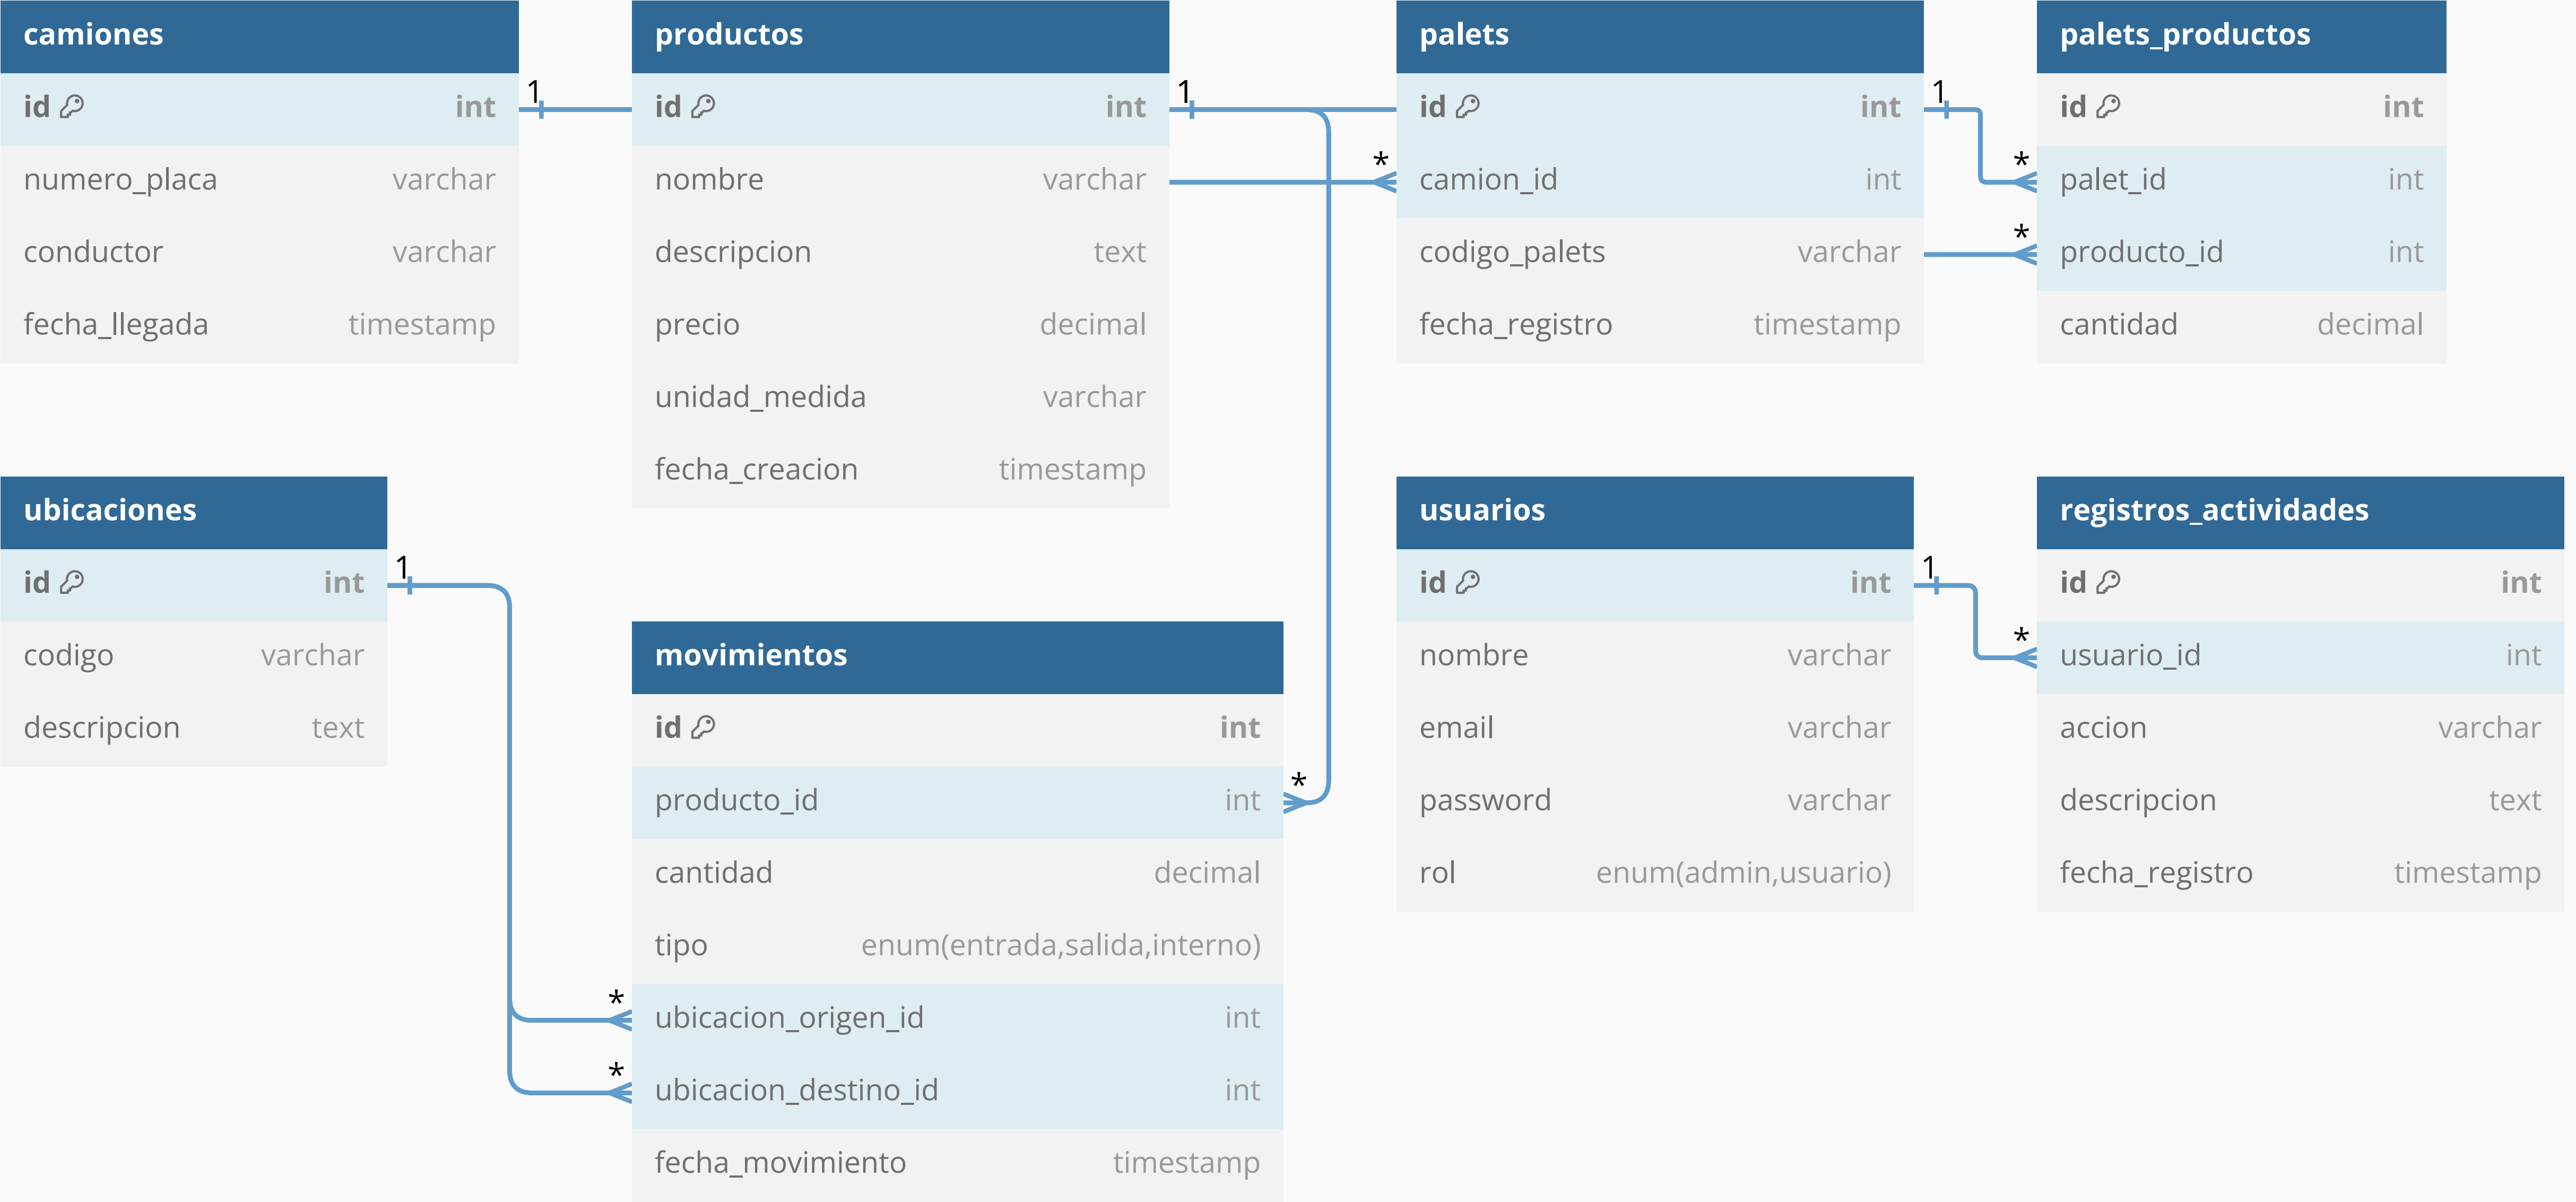 camiones
id int
numero_placa varchar
conductor varchar
fecha_llegada timestamp
1
productos
id int
nombre varchar
descripcion text
precio decimal
unidad_medida varchar
fecha_creacion timestamp
1
*
palets
id int
camion_id int
codigo_palets varchar
fecha_registro timestamp
1
*
*
palets_productos
id int
palet_id int
producto_id int
cantidad decimal
ubicaciones
id int
codigo varchar
descripcion text
1
*
*
movimientos
id int
producto_id int
cantidad decimal
tipo enum(entrada,salida,interno)
ubicacion_origen_id int
ubicacion_destino_id int
fecha_movimiento timestamp
*
usuarios
id int
nombre varchar
email varchar
password varchar
rol enum(admin,usuario)
1
*
registros_actividades
id int
usuario_id int
accion varchar
descripcion text
fecha_registro timestamp